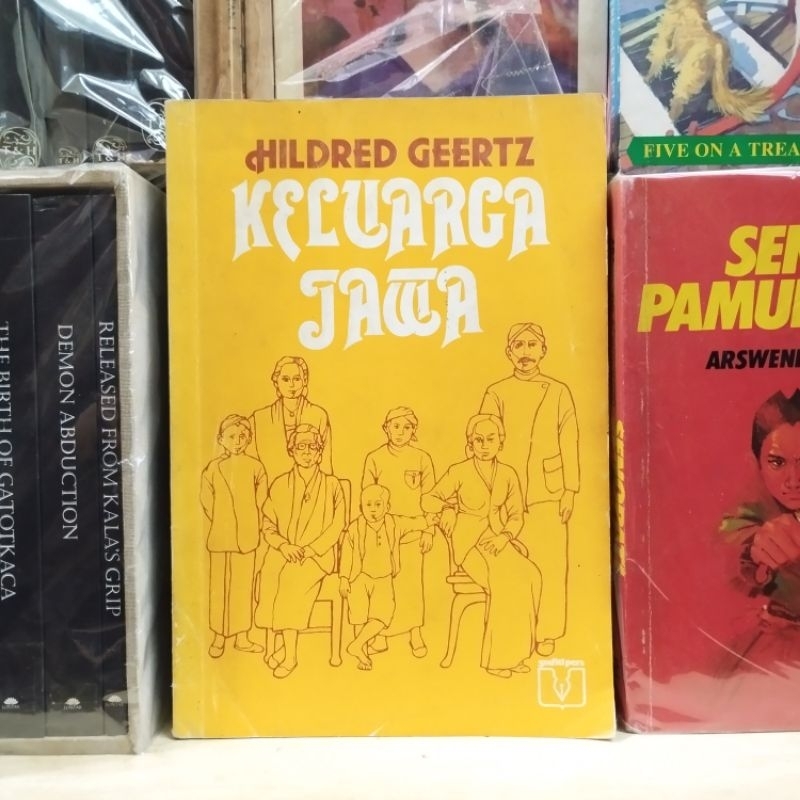 HILDRED GEERTZ
KELUARGA
JAWA
grafiti pers
THE BIRTH OF GATOTKACA
DEMON ABDUCTION
RELEASED FROM KALA'S GRIP
T&H
T&H
T&H
FIVE ON A TREA
SEN
PAMU
ARSWEN